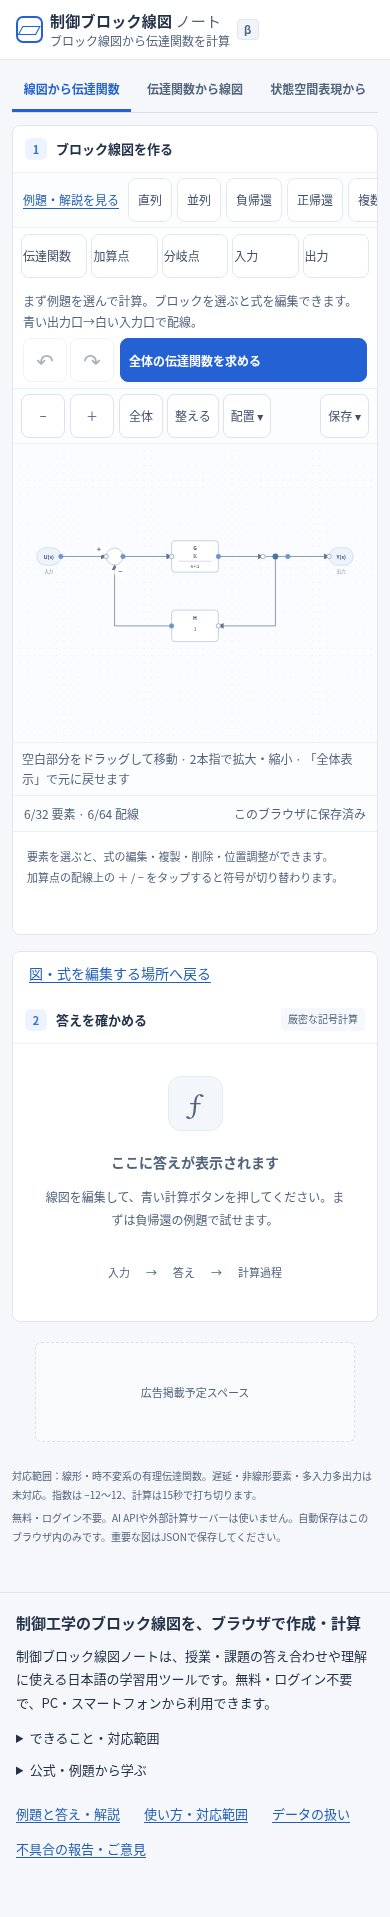 制御ブロック線図 ノート
ブロック線図から伝達関数を計算
β
線図から伝達関数 伝達関数から線図 状態空間表現から
1 ブロック線図を作る
例題・解説を見る 直列 並列 負帰還 正帰還 複数
伝達関数 加算点 分岐点 入力 出力
まず例題を選んで計算。ブロックを選ぶと式を編集できます。
青い出力口→白い入力口で配線。
↶ ↷ 全体の伝達関数を求める
− ＋ 全体 整える 配置 ▾ 保存 ▾
G
U(s) + K Y(s)
入力 − s+a 出力
H
1
空白部分をドラッグして移動 · 2本指で拡大・縮小 · 「全体表
示」で元に戻せます
6/32 要素 · 6/64 配線 このブラウザに保存済み
要素を選ぶと、式の編集・複製・削除・位置調整ができます。
加算点の配線上の ＋ / − をタップすると符号が切り替わります。
図・式を編集する場所へ戻る
2 答えを確かめる 厳密な記号計算
f
ここに答えが表示されます
線図を編集して、青い計算ボタンを押してください。ま
ずは負帰還の例題で試せます。
入力 → 答え → 計算過程
広告掲載予定スペース
対応範囲：線形・時不変系の有理伝達関数。遅延・非線形要素・多入力多出力は
未対応。指数は −12〜12、計算は15秒で打ち切ります。
無料・ログイン不要。AI APIや外部計算サーバーは使いません。自動保存はこの
ブラウザ内のみです。重要な図はJSONで保存してください。
制御工学のブロック線図を、ブラウザで作成・計算
制御ブロック線図ノートは、授業・課題の答え合わせや理解
に使える日本語の学習用ツールです。無料・ログイン不要
で、PC・スマートフォンから利用できます。
▶ できること・対応範囲
▶ 公式・例題から学ぶ
例題と答え・解説 使い方・対応範囲 データの扱い
不具合の報告・ご意見